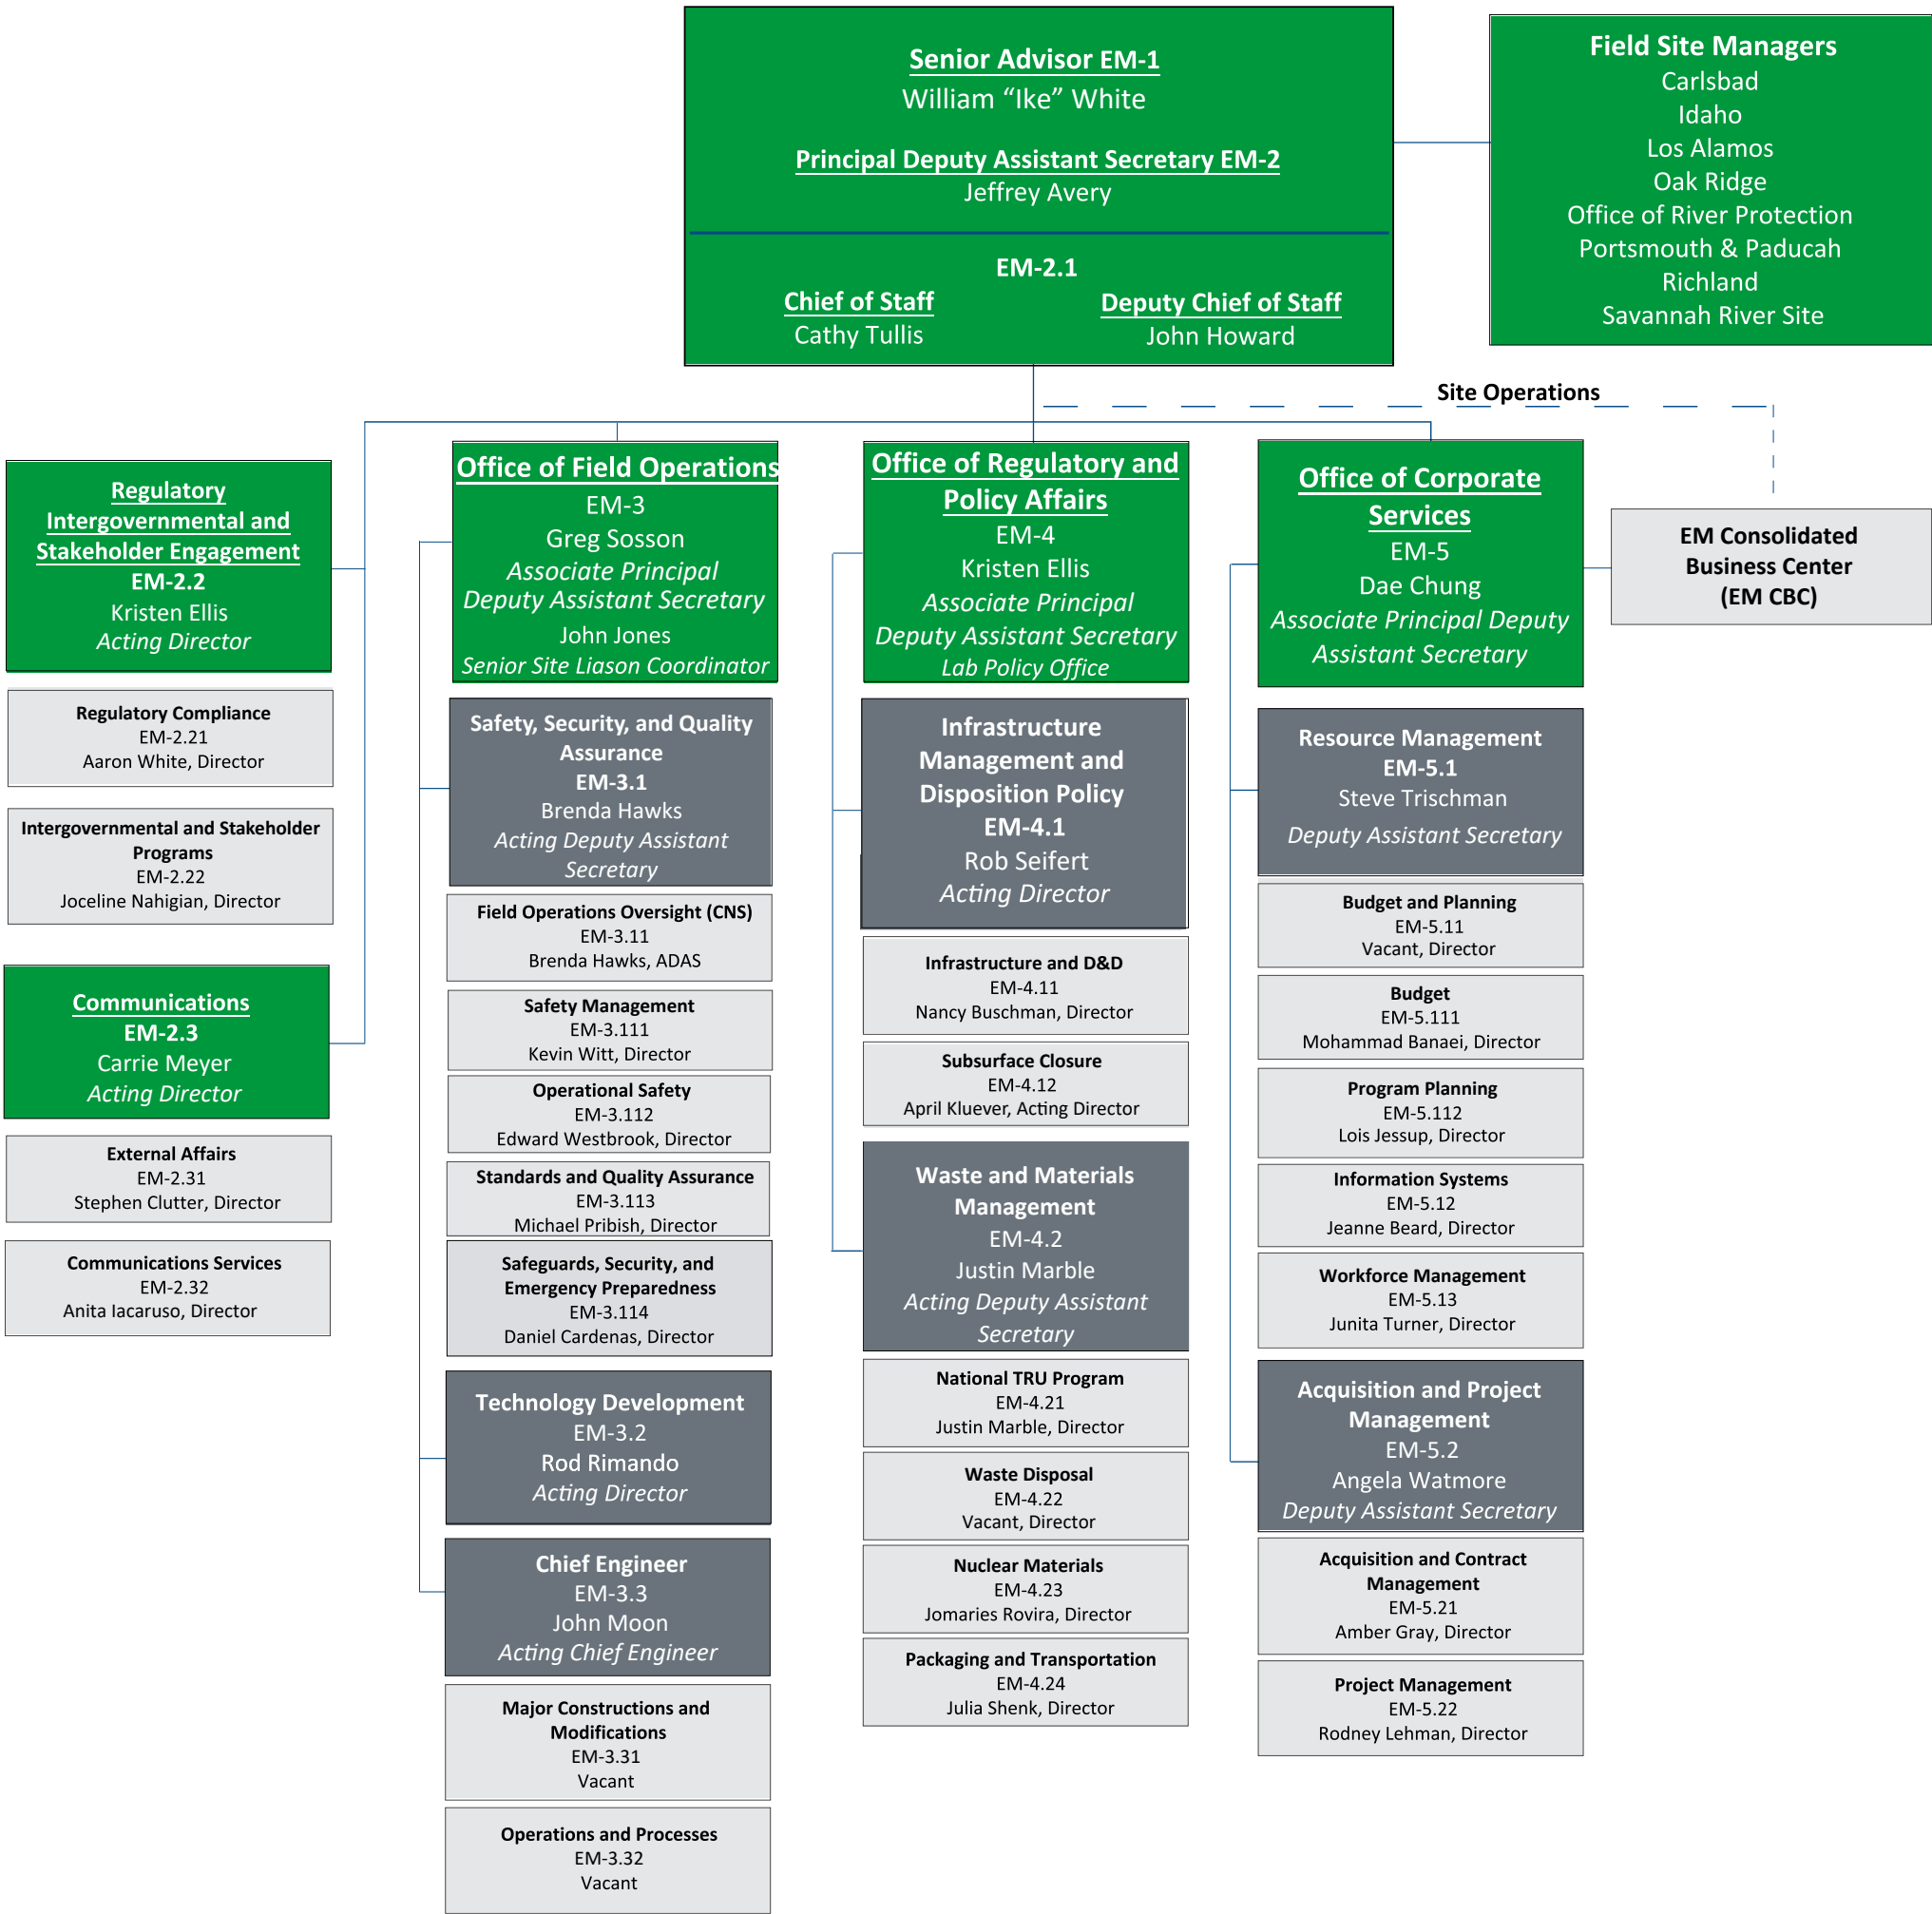 Senior Advisor EM-1
William “Ike” White
Principal Deputy Assistant Secretary EM-2
Jeffrey Avery
EM-2.1
Chief of Staff
Cathy Tullis
Deputy Chief of Staff
John Howard
Field Site Managers
Carlsbad
Idaho
Los Alamos
Oak Ridge
Office of River Protection
Portsmouth & Paducah
Richland
Savannah River Site
Site Operations
Regulatory
Intergovernmental and
Stakeholder Engagement
EM-2.2
Kristen Ellis
Acting Director
Regulatory Compliance
EM-2.21
Aaron White, Director
Intergovernmental and Stakeholder
Programs
EM-2.22
Joceline Nahigian, Director
Communications
EM-2.3
Carrie Meyer
Acting Director
External Affairs
EM-2.31
Stephen Clutter, Director
Communications Services
EM-2.32
Anita Iacaruso, Director
Office of Field Operations
EM-3
Greg Sosson
Associate Principal
Deputy Assistant Secretary
John Jones
Senior Site Liason Coordinator
Safety, Security, and Quality
Assurance
EM-3.1
Brenda Hawks
Acting Deputy Assistant
Secretary
Field Operations Oversight (CNS)
EM-3.11
Brenda Hawks, ADAS
Safety Management
EM-3.111
Kevin Witt, Director
Operational Safety
EM-3.112
Edward Westbrook, Director
Standards and Quality Assurance
EM-3.113
Michael Pribish, Director
Safeguards, Security, and
Emergency Preparedness
EM-3.114
Daniel Cardenas, Director
Technology Development
EM-3.2
Rod Rimando
Acting Director
Chief Engineer
EM-3.3
John Moon
Acting Chief Engineer
Major Constructions and
Modifications
EM-3.31
Vacant
Operations and Processes
EM-3.32
Vacant
Office of Regulatory and
Policy Affairs
EM-4
Kristen Ellis
Associate Principal
Deputy Assistant Secretary
Lab Policy Office
Infrastructure
Management and
Disposition Policy
EM-4.1
Rob Seifert
Acting Director
Infrastructure and D&D
EM-4.11
Nancy Buschman, Director
Subsurface Closure
EM-4.12
April Kluever, Acting Director
Waste and Materials
Management
EM-4.2
Justin Marble
Acting Deputy Assistant
Secretary
National TRU Program
EM-4.21
Justin Marble, Director
Waste Disposal
EM-4.22
Vacant, Director
Nuclear Materials
EM-4.23
Jomaries Rovira, Director
Packaging and Transportation
EM-4.24
Julia Shenk, Director
Office of Corporate
Services
EM-5
Dae Chung
Associate Principal Deputy
Assistant Secretary
Resource Management
EM-5.1
Steve Trischman
Deputy Assistant Secretary
Budget and Planning
EM-5.11
Vacant, Director
Budget
EM-5.111
Mohammad Banaei, Director
Program Planning
EM-5.112
Lois Jessup, Director
Information Systems
EM-5.12
Jeanne Beard, Director
Workforce Management
EM-5.13
Junita Turner, Director
Acquisition and Project
Management
EM-5.2
Angela Watmore
Deputy Assistant Secretary
Acquisition and Contract
Management
EM-5.21
Amber Gray, Director
Project Management
EM-5.22
Rodney Lehman, Director
EM Consolidated
Business Center
(EM CBC)